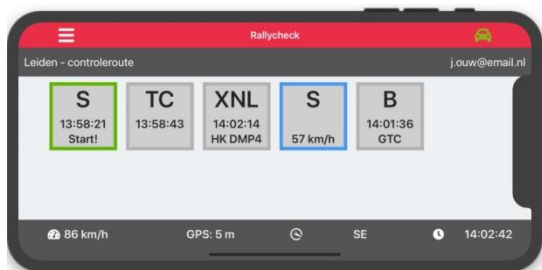 Rallycheck
Leiden - controleroute j.ouw@email.nl
S TC XNL S B
13:58:21 13:58:43 14:02:14 57 km/h 14:01:36
Start! HK DMP4 GTC
86 km/h GPS: 5 m SE 14:02:42